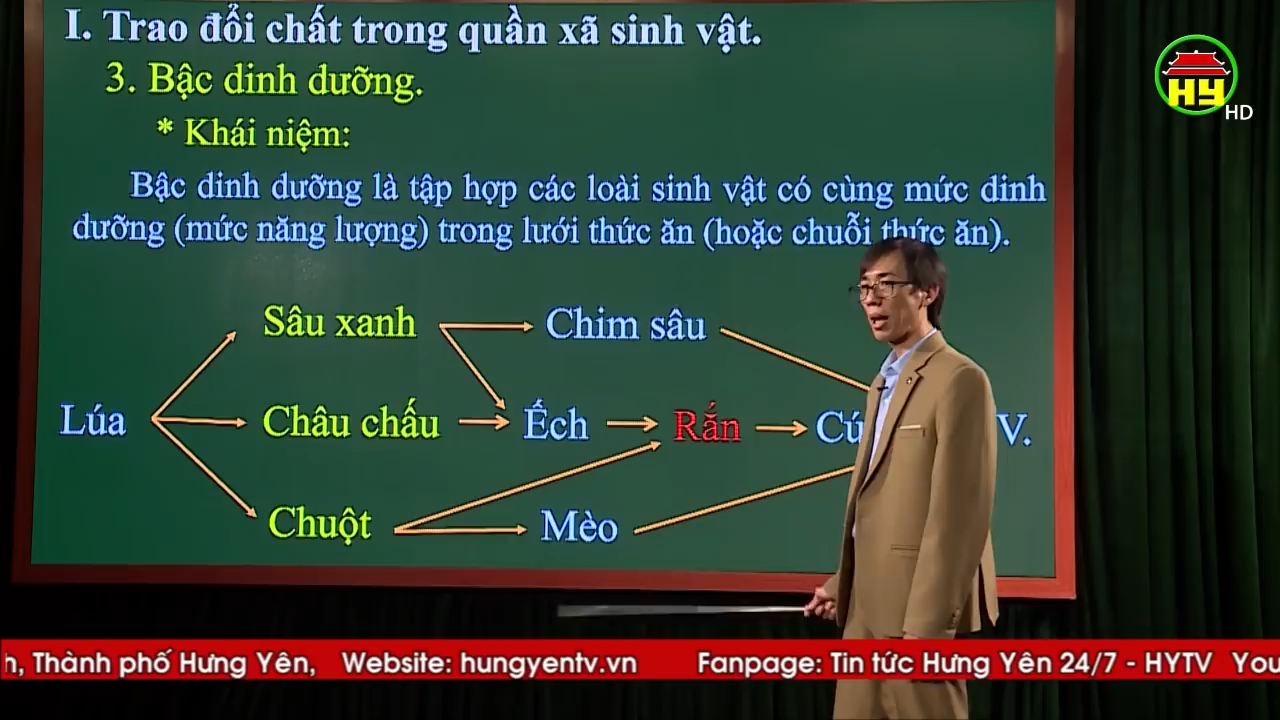 I. Trao đổi chất trong quần xã sinh vật.
3. Bậc dinh dưỡng.
* Khái niệm:
Bậc dinh dưỡng là tập hợp các loài sinh vật có cùng mức dinh
dưỡng (mức năng lượng) trong lưới thức ăn (hoặc chuỗi thức ăn).
Sâu xanh Chim sâu
Lúa Châu chấu Ếch Rắn Cú V.
Chuột Mèo
HY
HD
h, Thành phố Hưng Yên, Website: hungyentv.vn Fanpage: Tin tức Hưng Yên 24/7 - HYTV You